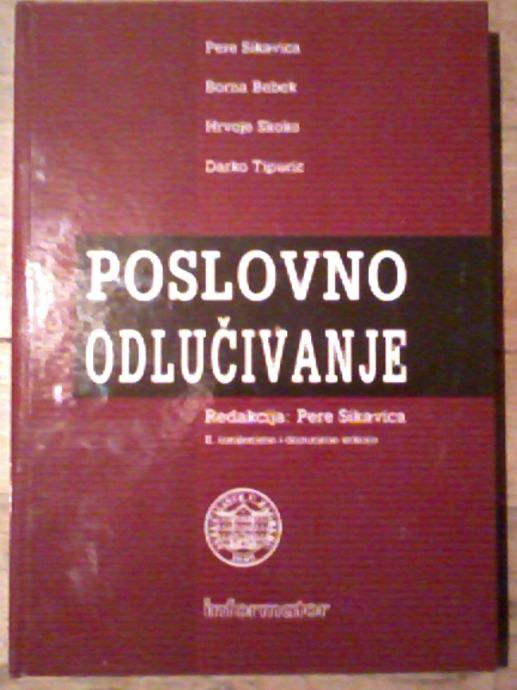 Pere Sikavica
Borna Bebek
Hrvoje Skoko
Darko Tipurić
POSLOVNO
ODLUČIVANJE
Redakcija: Pere Sikavica
informator